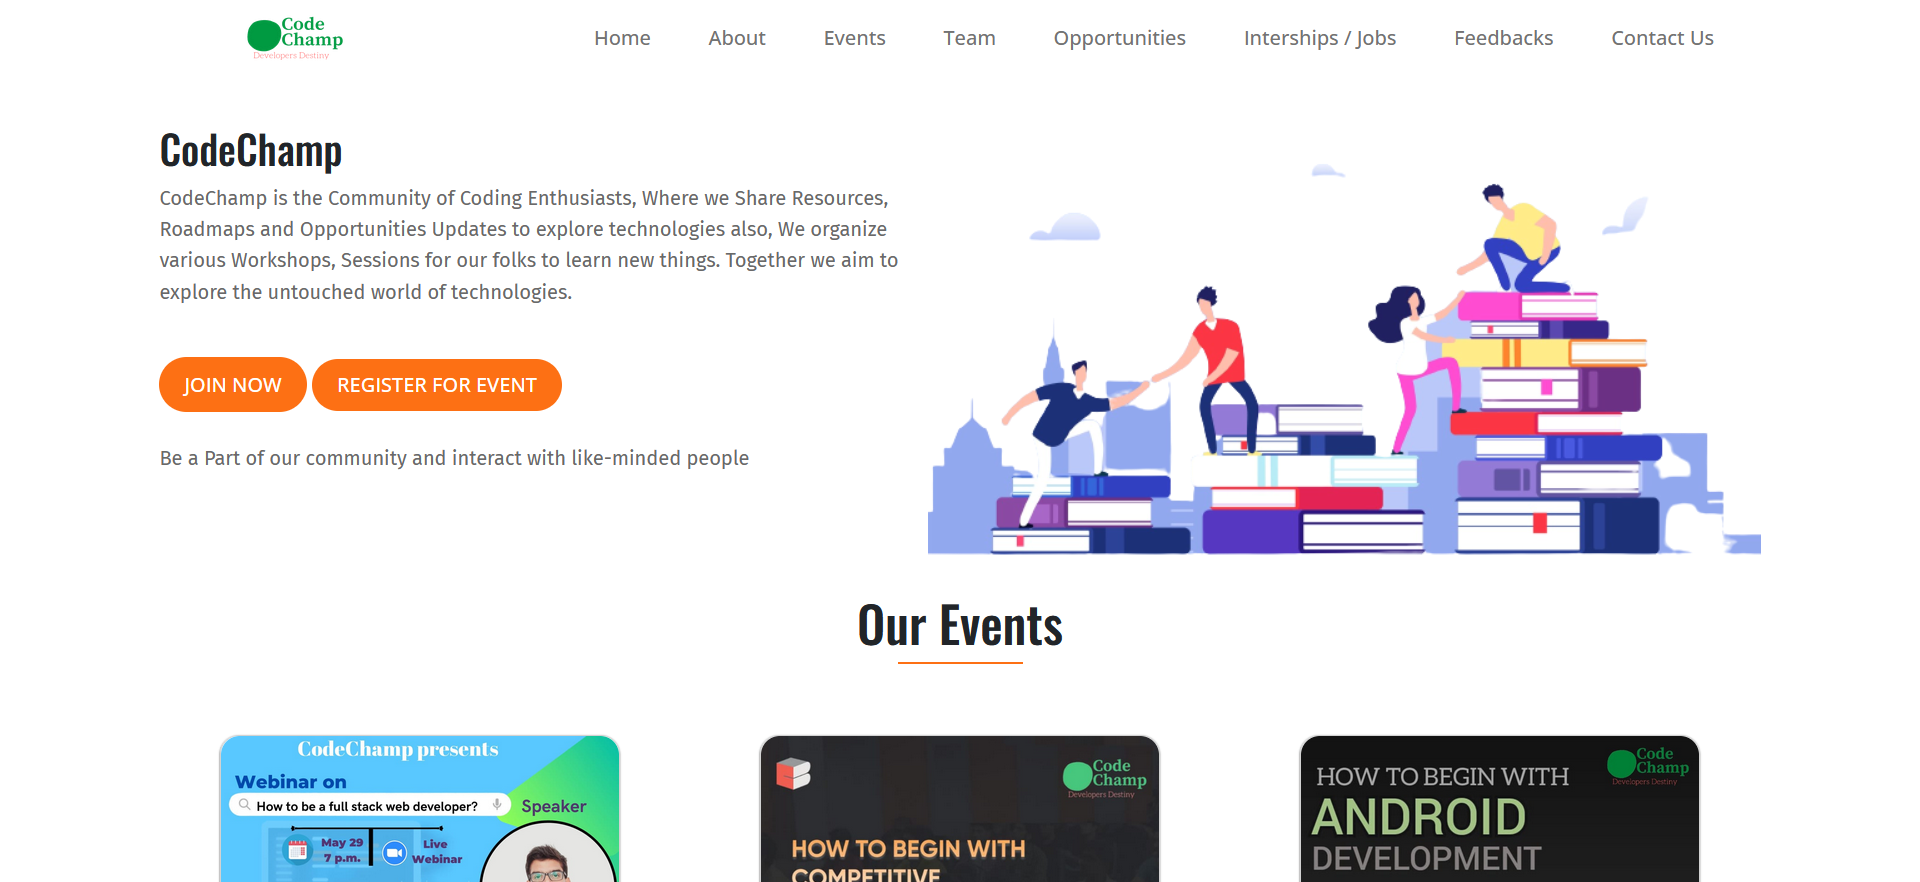 Code
Champ
Developers Destiny
Home About Events Team Opportunities Interships / Jobs Feedbacks Contact Us
CodeChamp
CodeChamp is the Community of Coding Enthusiasts, Where we Share Resources,
Roadmaps and Opportunities Updates to explore technologies also, We organize
various Workshops, Sessions for our folks to learn new things. Together we aim to
explore the untouched world of technologies.
JOIN NOW REGISTER FOR EVENT
Be a Part of our community and interact with like-minded people
Our Events
CodeChamp presents
Webinar on
How to be a full stack web developer?
Speaker
May 29
7 p.m.
Live
Webinar
Code
Champ
Developers Destiny
HOW TO BEGIN WITH
COMPETITIVE
Code
Champ
Developers Destiny
HOW TO BEGIN WITH
ANDROID
DEVELOPMENT